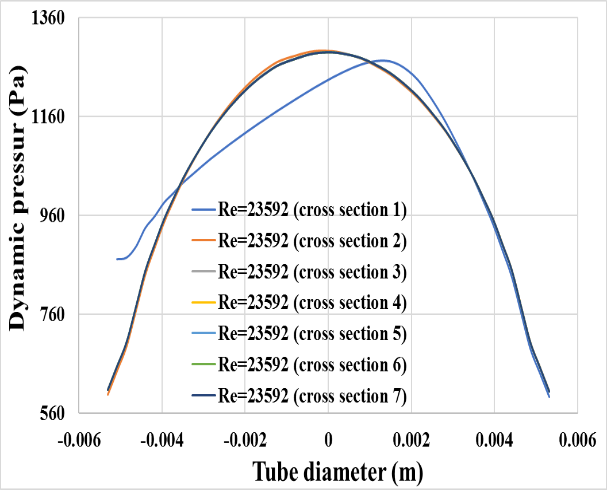 1360
1160
960
760
560
Dynamic pressur (Pa)
Re=23592 (cross section 1)
Re=23592 (cross section 2)
Re=23592 (cross section 3)
Re=23592 (cross section 4)
Re=23592 (cross section 5)
Re=23592 (cross section 6)
Re=23592 (cross section 7)
-0.006 -0.004 -0.002 0 0.002 0.004 0.006
Tube diameter (m)